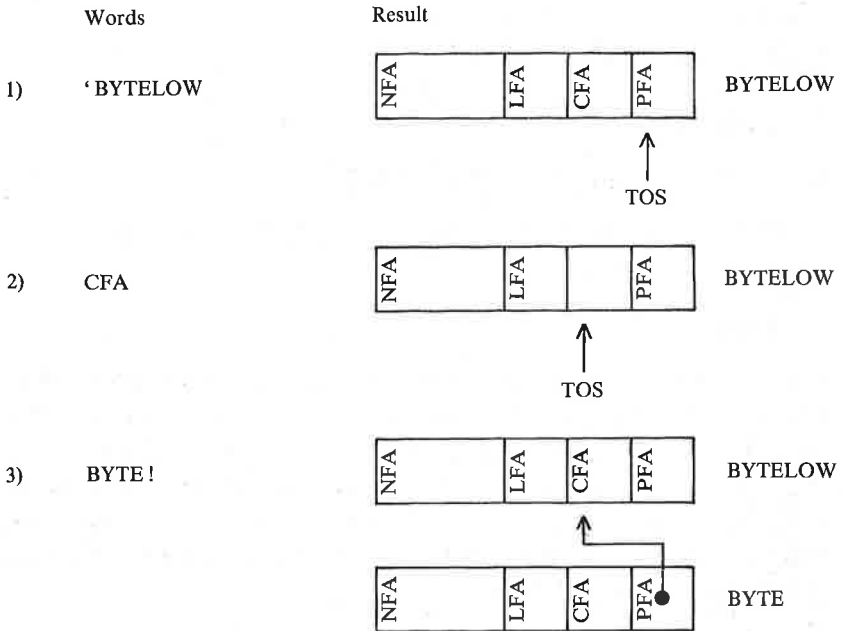 Words Result
1) ‘ BYTELOW NFA LFA CFA PFA BYTELOW
TOS
2) CFA NFA LFA PFA BYTELOW
TOS
3) BYTE ! NFA LFA CFA PFA BYTELOW
NFA LFA CFA PFA BYTE